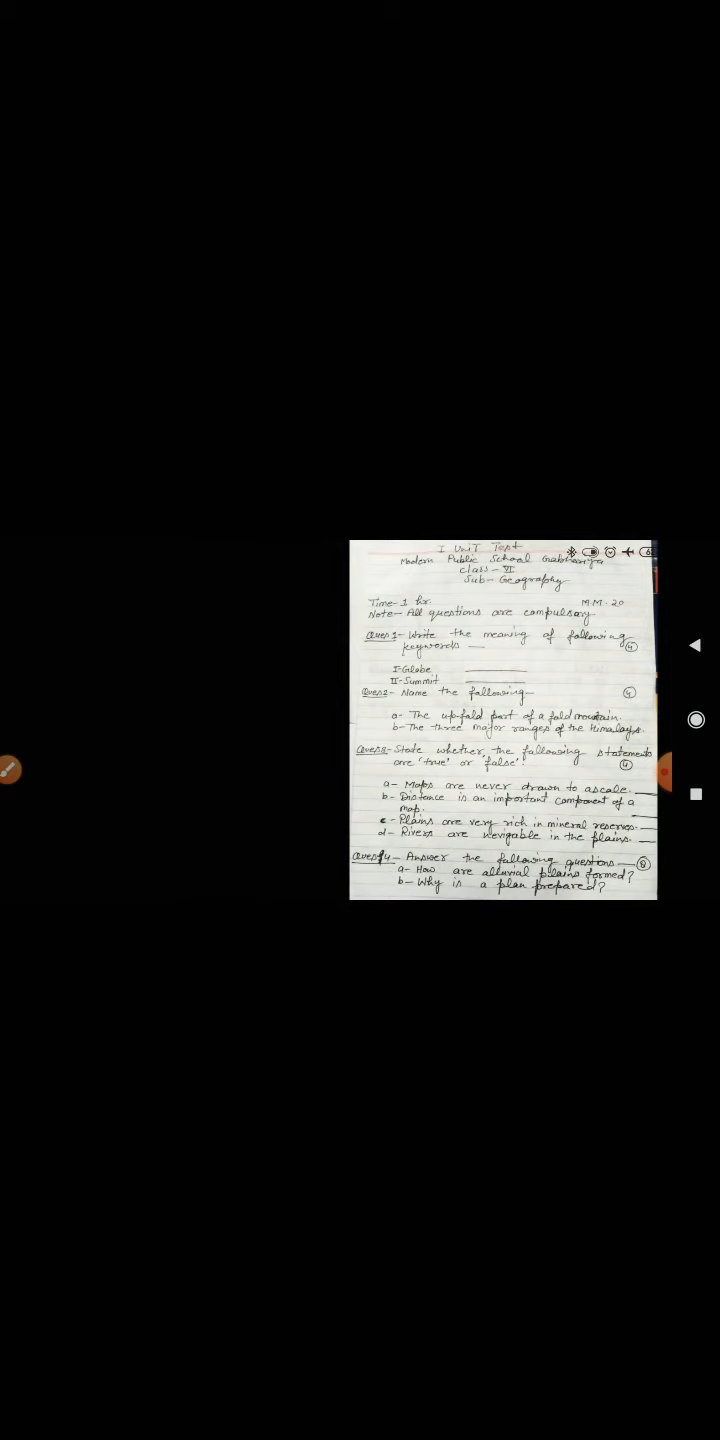 I Unit Test
Modern Public School
Class - VI
Sub - Geography
Time - 1 hr. M.M. 20
Note - All questions are compulsary
Ques 1 - Write the meaning of following
keywords — 4
I - Globe
II - Summit
Ques 2 - Name the following — 4
a - The up-fold part of a fold mountain.
b - The three major ranges of the Himalays.
Ques 3 - State whether the following statements
are 'true' or 'false'. 4
a - Maps are never drawn to a scale.
b - Distance is an important component of a
map.
c - Plains are very rich in mineral reserves.
d - Rivers are nevigable in the plains.
Ques 4 - Answer the following questions — 8
a - How are alluvial plains formed?
b - Why is a plan prepared?